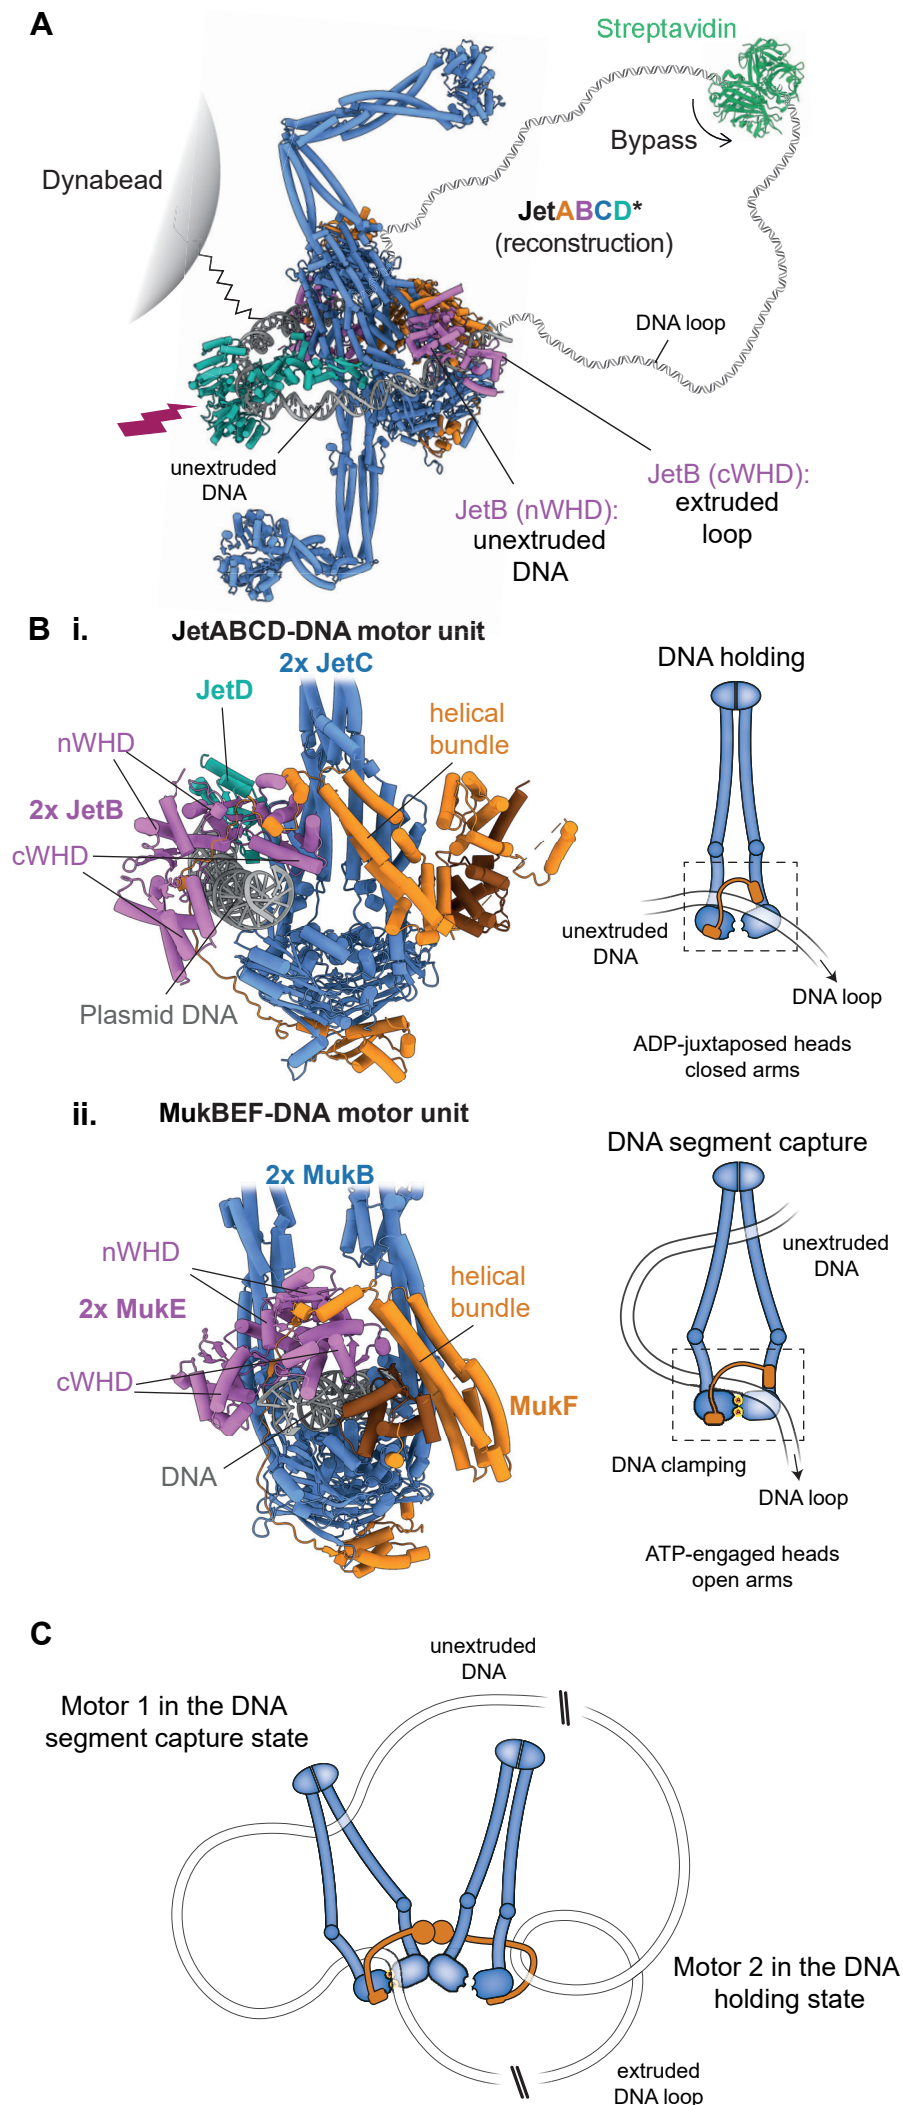 A
Streptavidin
Bypass
Dynabead
JetABCD*
(reconstruction)
DNA loop
unextruded
DNA
JetB (cWHD):
extruded
loop
JetB (nWHD):
unextruded
DNA
B i. JetABCD-DNA motor unit
2x JetC
JetD
nWHD
helical
bundle
2x JetB
cWHD
Plasmid DNA
DNA holding
unextruded
DNA
DNA loop
ADP-juxtaposed heads
closed arms
ii. MukBEF-DNA motor unit
2x MukB
nWHD
helical
bundle
2x MukE
cWHD
MukF
DNA
DNA segment capture
unextruded
DNA
DNA clamping
DNA loop
ATP-engaged heads
open arms
C
unextruded
DNA
Motor 1 in the DNA
segment capture state
Motor 2 in the DNA
holding state
extruded
DNA loop